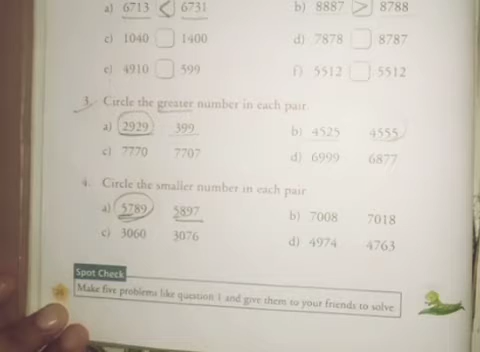 a) 6713 < 6731 b) 8887 > 8788
c) 1040 1400 d) 7878 8787
e) 4910 599 f) 5512 5512
3. Circle the greater number in each pair
a) 2929 399 b) 4525 4555
c) 7770 7707 d) 6999 6877
4. Circle the smaller number in each pair
a) 5789 5897 b) 7008 7018
c) 3060 3076 d) 4974 4763
Spot Check
Make five problems like question 1 and give them to your friends to solve